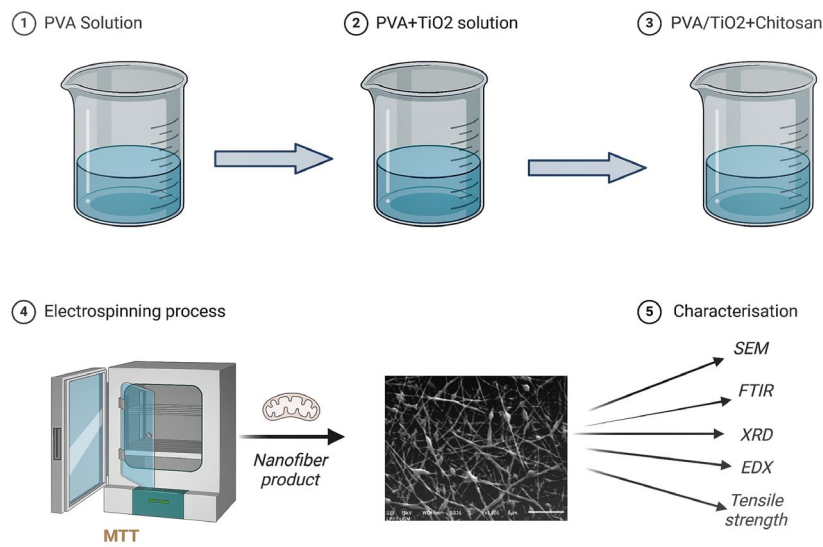 1 PVA Solution
2 PVA+TiO2 solution
3 PVA/TiO2+Chitosan
4 Electrospinning process
5 Characterisation
SEM
FTIR
XRD
EDX
Tensile
strength
Nanofiber
product
MTT